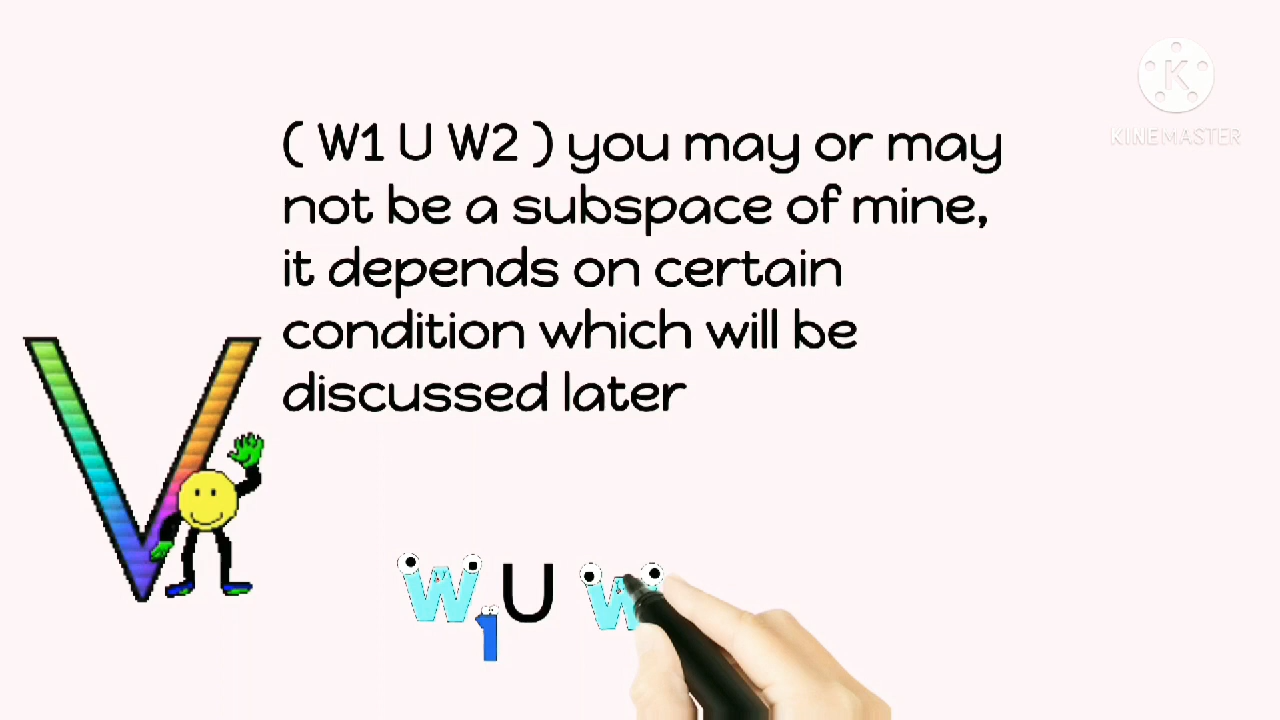 ( W1 U W2 ) you may or may
not be a subspace of mine,
it depends on certain
condition which will be
discussed later
K
KINEMASTER
V
W1 U W